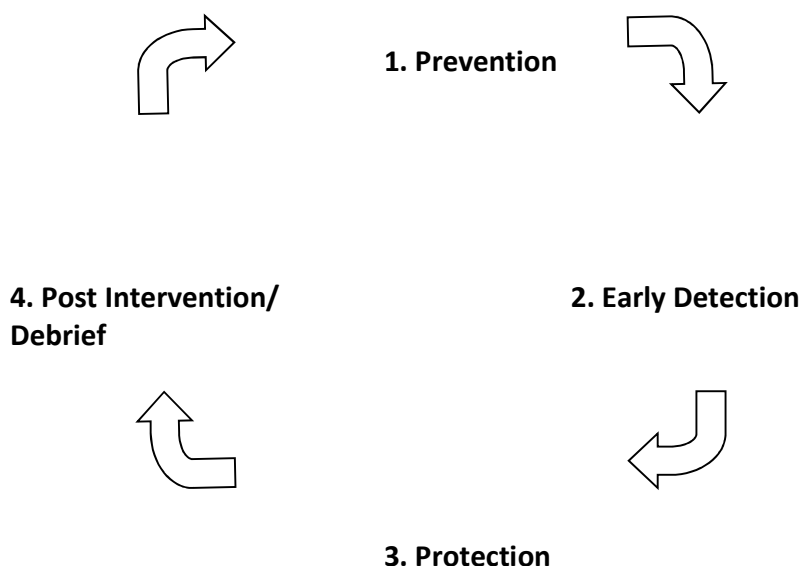 1. Prevention
4. Post Intervention/
Debrief
2. Early Detection
3. Protection